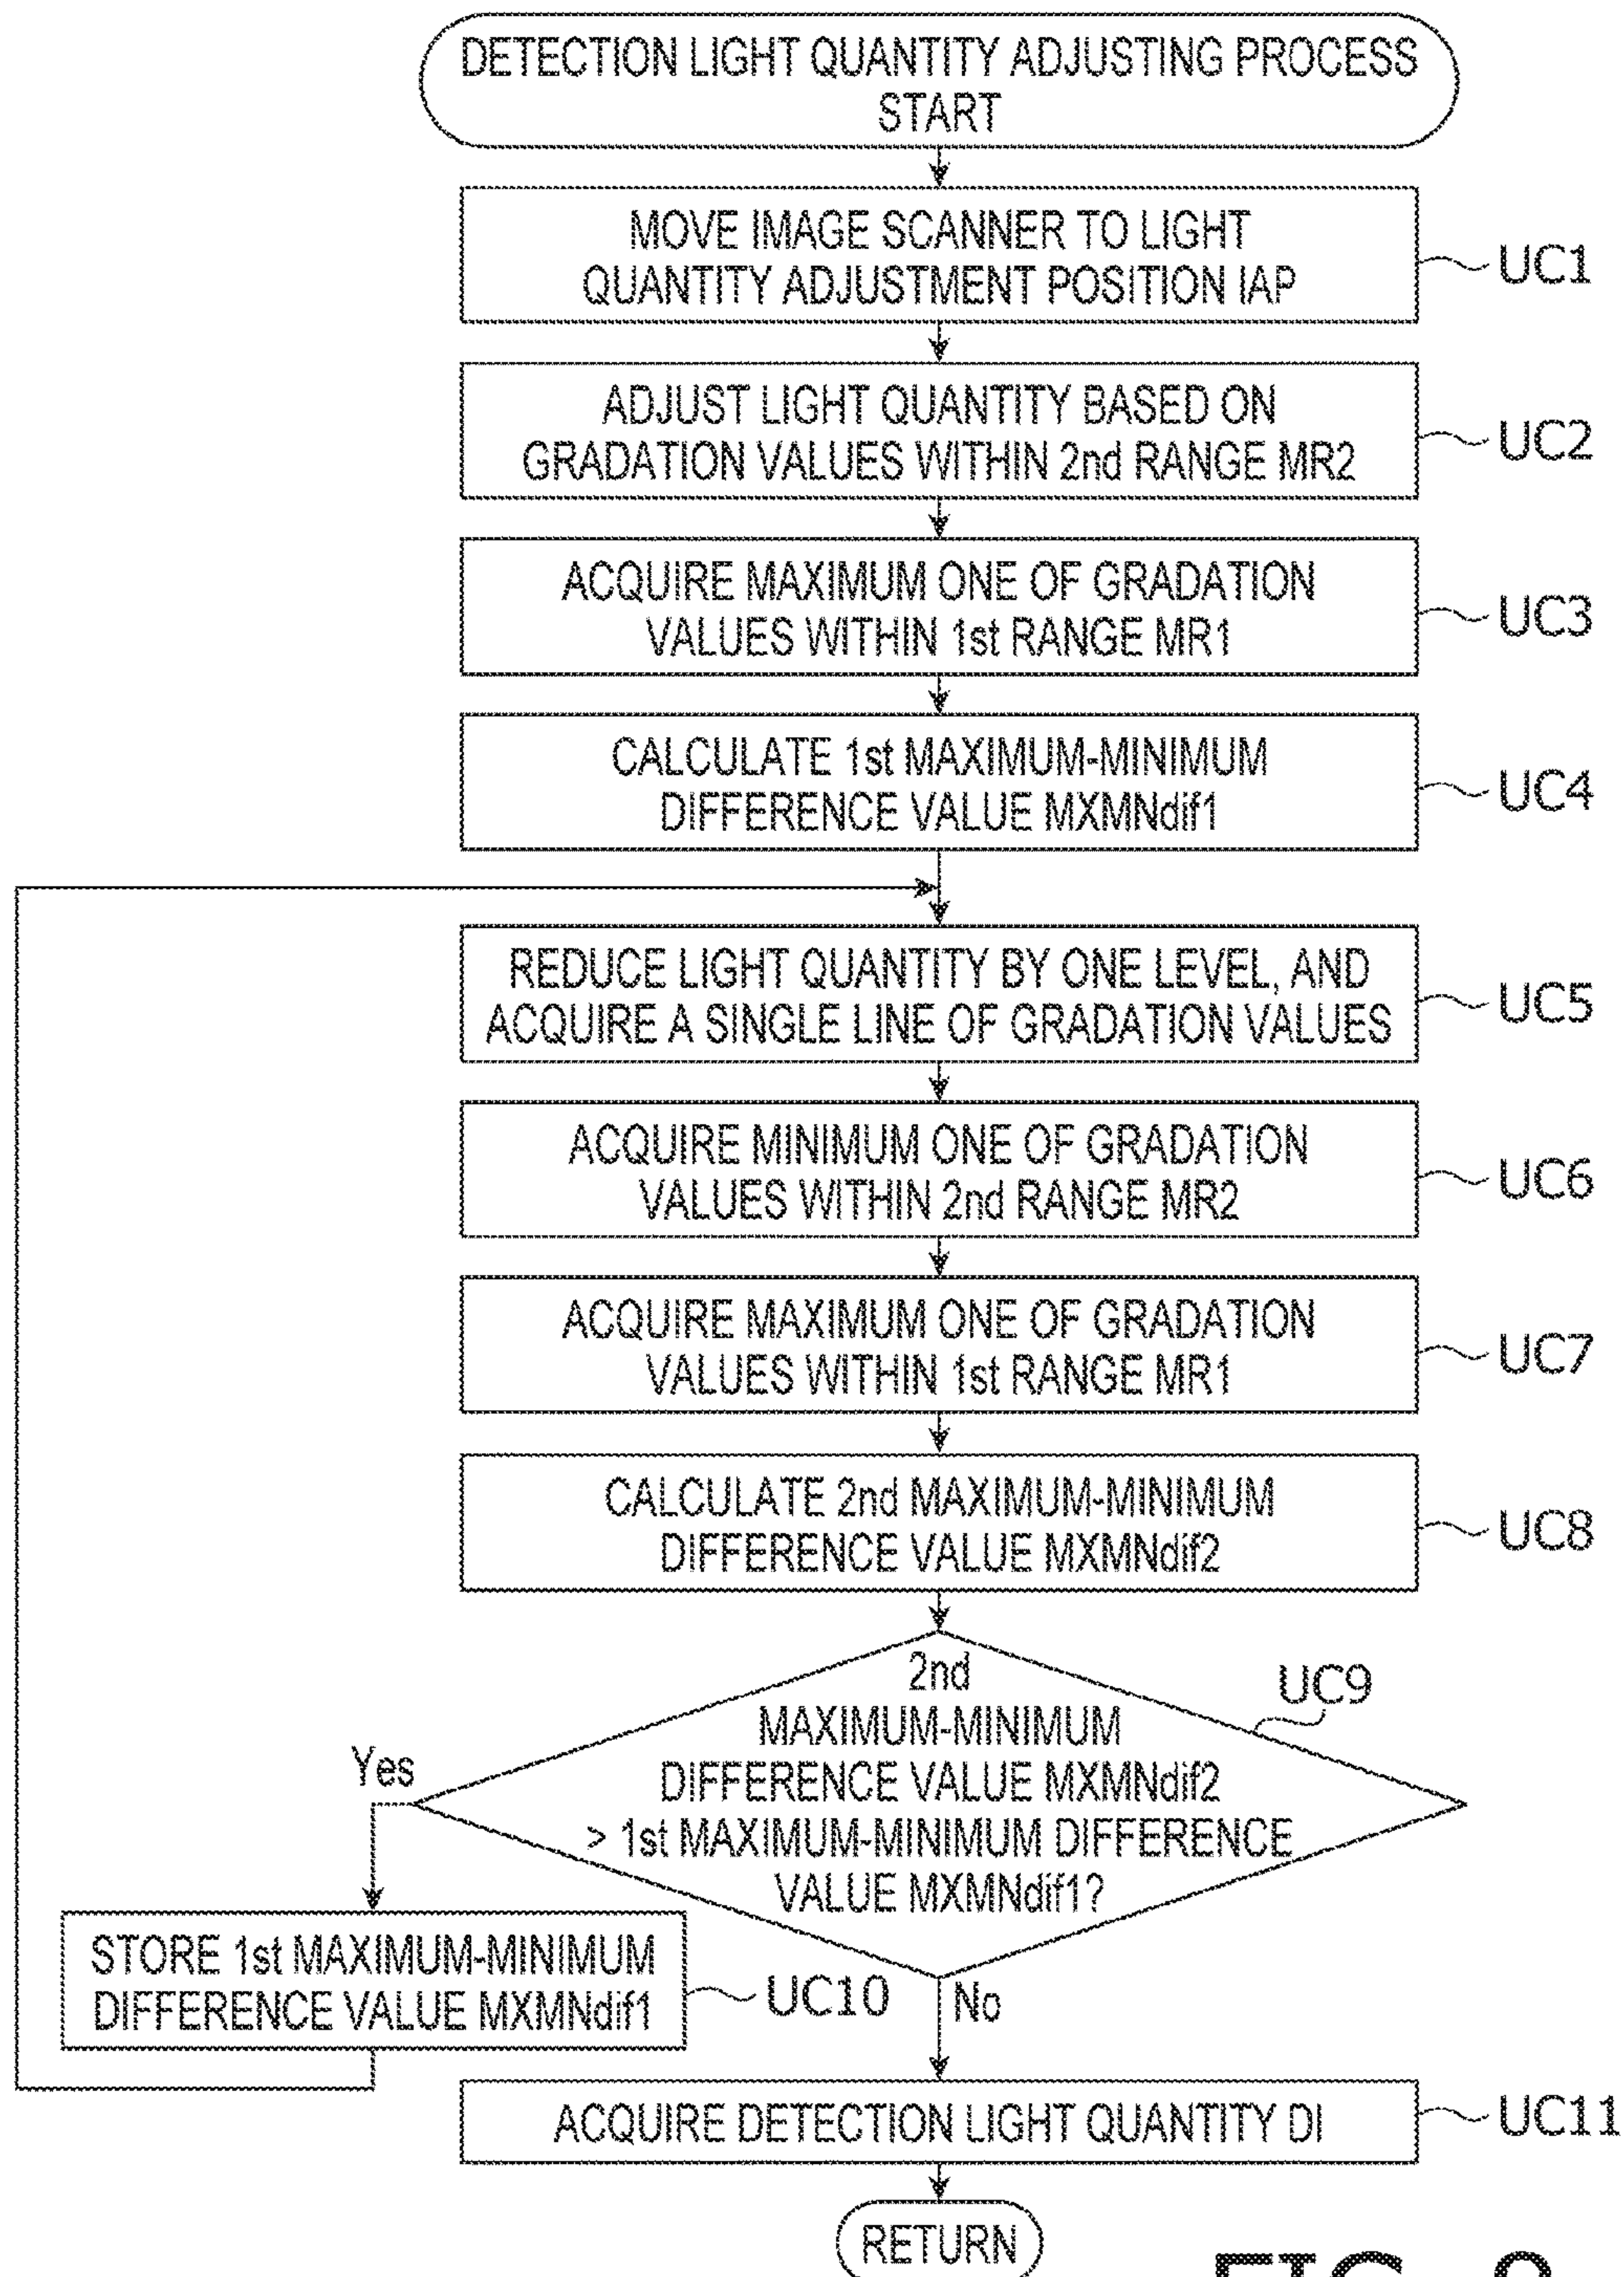 DETECTION LIGHT QUANTITY ADJUSTING PROCESS
START
MOVE IMAGE SCANNER TO LIGHT
QUANTITY ADJUSTMENT POSITION IAP
UC1
ADJUST LIGHT QUANTITY BASED ON
GRADATION VALUES WITHIN 2nd RANGE MR2
UC2
ACQUIRE MAXIMUM ONE OF GRADATION
VALUES WITHIN 1st RANGE MR1
UC3
CALCULATE 1st MAXIMUM-MINIMUM
DIFFERENCE VALUE MXMNdif1
UC4
REDUCE LIGHT QUANTITY BY ONE LEVEL, AND
ACQUIRE A SINGLE LINE OF GRADATION VALUES
UC5
ACQUIRE MINIMUM ONE OF GRADATION
VALUES WITHIN 2nd RANGE MR2
UC6
ACQUIRE MAXIMUM ONE OF GRADATION
VALUES WITHIN 1st RANGE MR1
UC7
CALCULATE 2nd MAXIMUM-MINIMUM
DIFFERENCE VALUE MXMNdif2
UC8
2nd
MAXIMUM-MINIMUM
DIFFERENCE VALUE MXMNdif2
> 1st MAXIMUM-MINIMUM DIFFERENCE
VALUE MXMNdif1?
UC9
Yes
STORE 1st MAXIMUM-MINIMUM
DIFFERENCE VALUE MXMNdif1
UC10
No
ACQUIRE DETECTION LIGHT QUANTITY DI
UC11
RETURN